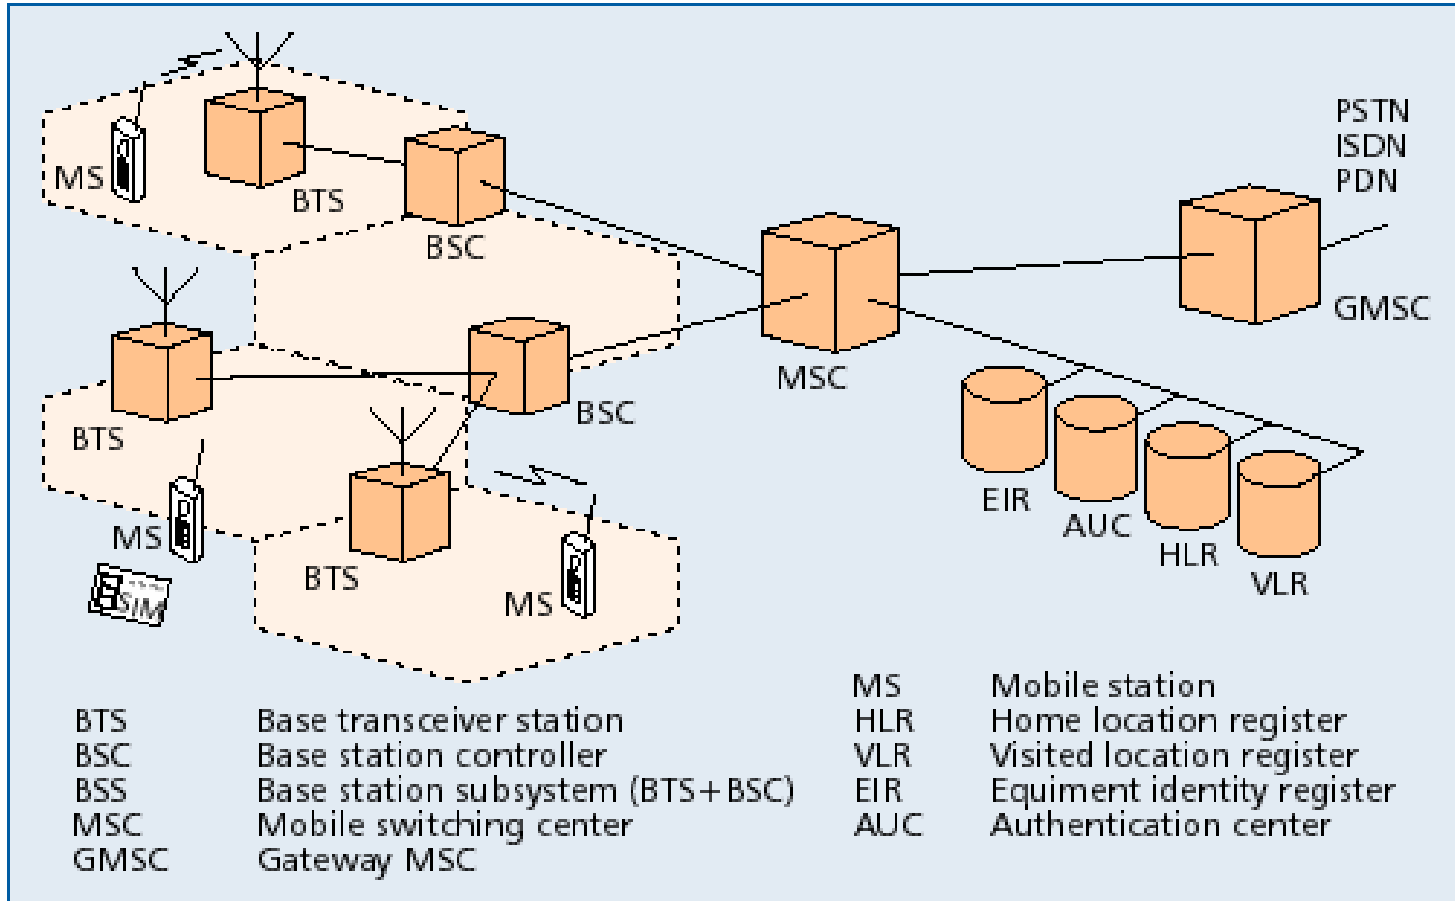 PSTN
ISDN
PDN
MS
BTS
BSC
GMSC
MSC
BSC
BTS
EIR
AUC
HLR
VLR
MS
BTS
MS
SIM
BTS Base transceiver station
BSC Base station controller
BSS Base station subsystem (BTS+BSC)
MSC Mobile switching center
GMSC Gateway MSC
MS Mobile station
HLR Home location register
VLR Visited location register
EIR Equiment identity register
AUC Authentication center